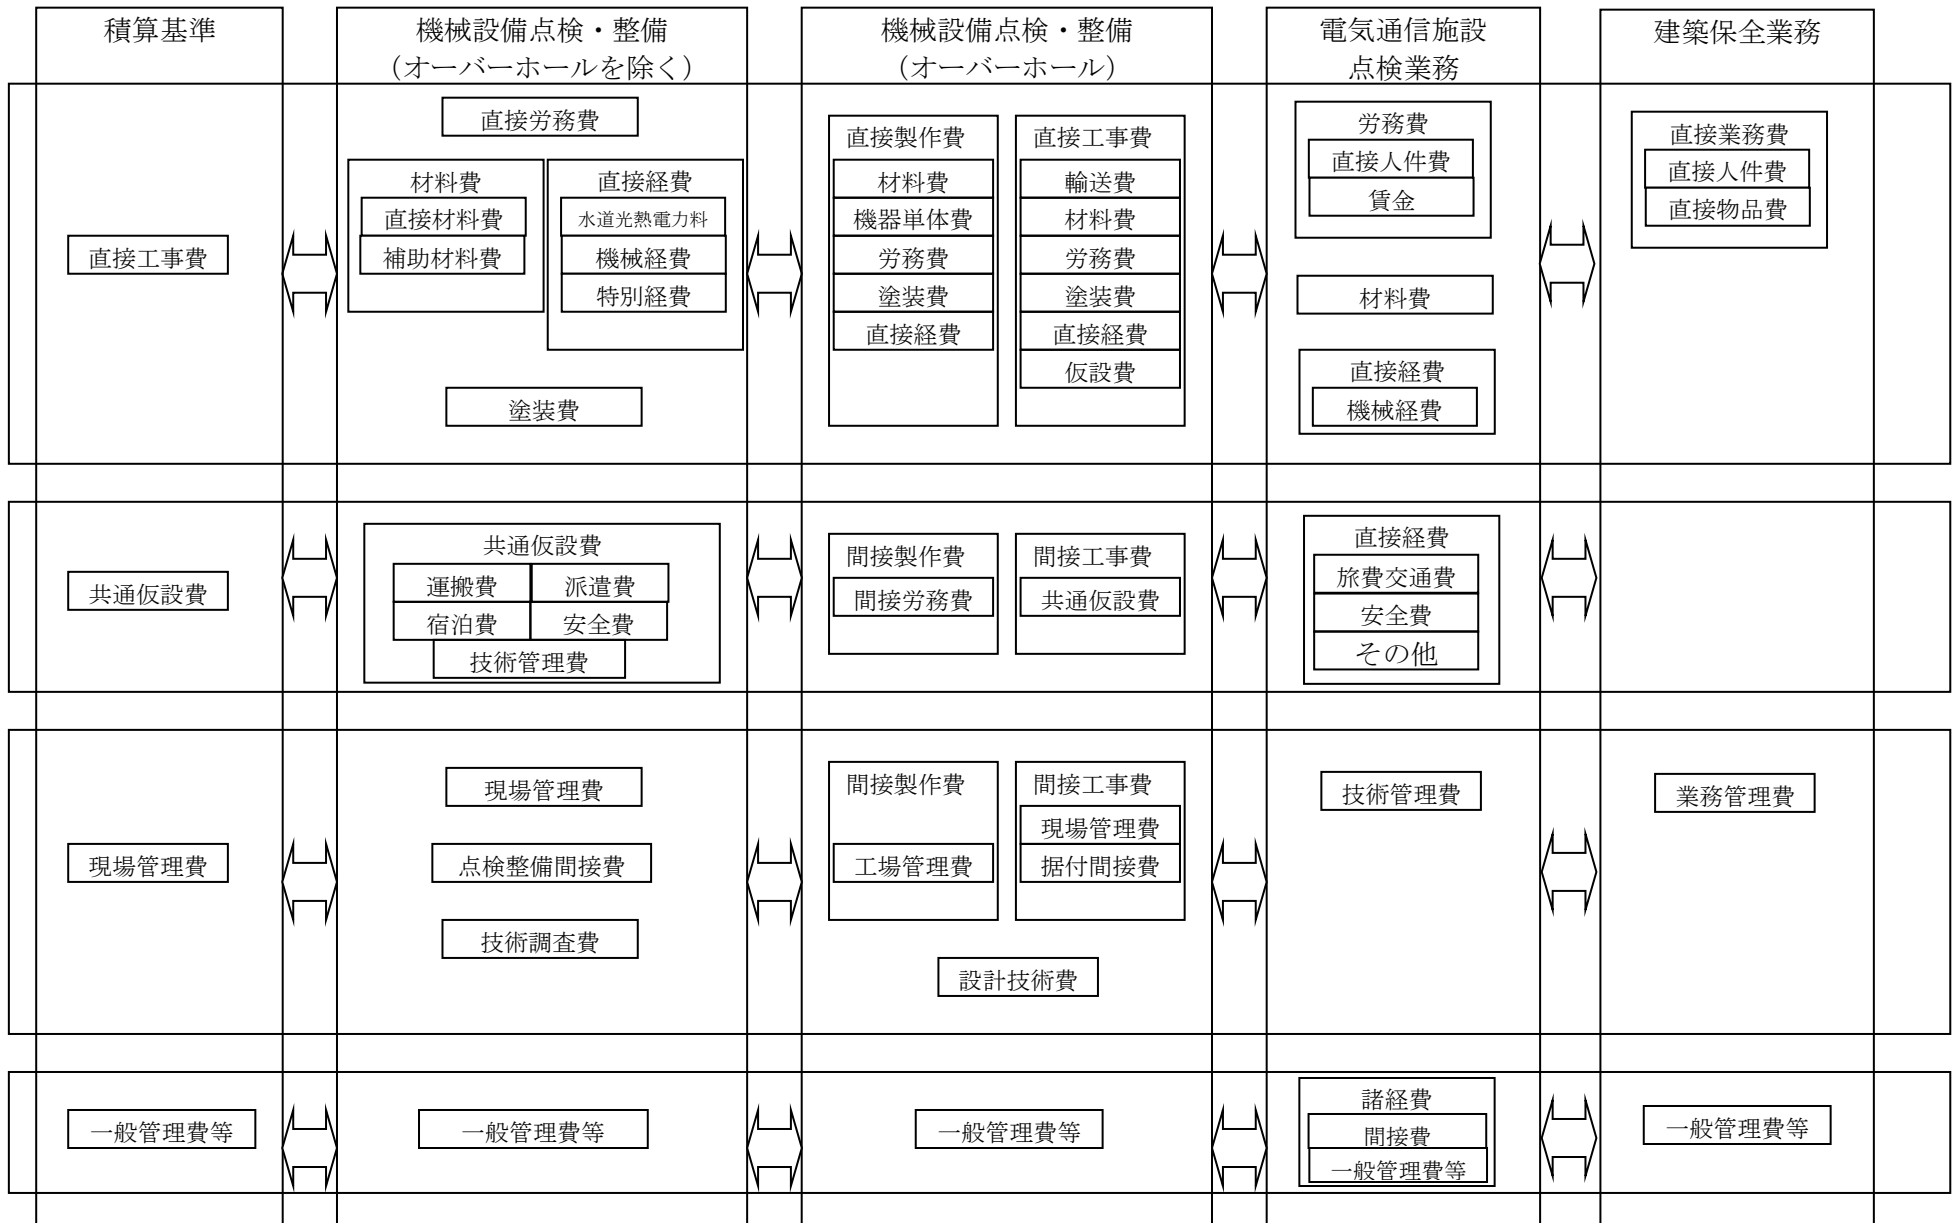 積算基準
機械設備点検・整備
（オーバーホールを除く）
機械設備点検・整備
（オーバーホール）
電気通信施設
点検業務
建築保全業務
直接工事費
直接労務費
材料費
直接材料費
補助材料費
直接経費
水道光熱電力料
機械経費
特別経費
塗装費
直接製作費
材料費
機器単体費
労務費
塗装費
直接経費
直接工事費
輸送費
材料費
労務費
塗装費
直接経費
仮設費
労務費
直接人件費
賃金
材料費
直接経費
機械経費
直接業務費
直接人件費
直接物品費
共通仮設費
共通仮設費
運搬費
派遣費
宿泊費
安全費
技術管理費
間接製作費
間接労務費
間接工事費
共通仮設費
直接経費
旅費交通費
安全費
その他
現場管理費
現場管理費
点検整備間接費
技術調査費
間接製作費
工場管理費
間接工事費
現場管理費
据付間接費
設計技術費
技術管理費
業務管理費
一般管理費等
一般管理費等
一般管理費等
諸経費
間接費
一般管理費等
一般管理費等